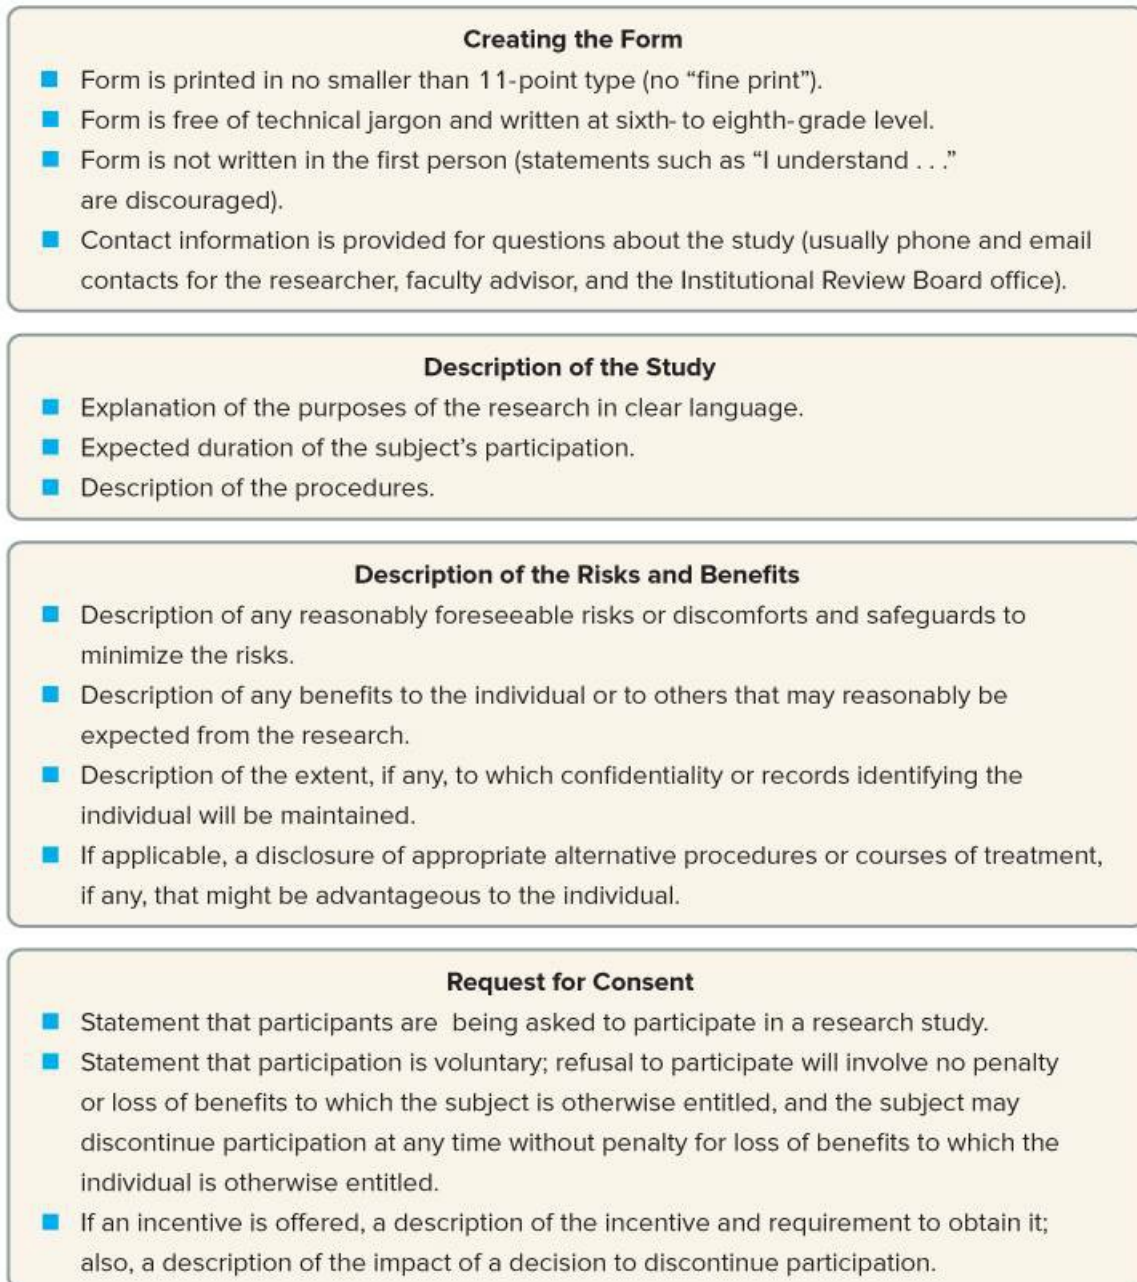 Creating the Form
Form is printed in no smaller than 11-point type (no “fine print”).
Form is free of technical jargon and written at sixth- to eighth-grade level.
Form is not written in the first person (statements such as “I understand . . .”
are discouraged).
Contact information is provided for questions about the study (usually phone and email
contacts for the researcher, faculty advisor, and the Institutional Review Board office).
Description of the Study
Explanation of the purposes of the research in clear language.
Expected duration of the subject’s participation.
Description of the procedures.
Description of the Risks and Benefits
Description of any reasonably foreseeable risks or discomforts and safeguards to
minimize the risks.
Description of any benefits to the individual or to others that may reasonably be
expected from the research.
Description of the extent, if any, to which confidentiality or records identifying the
individual will be maintained.
If applicable, a disclosure of appropriate alternative procedures or courses of treatment,
if any, that might be advantageous to the individual.
Request for Consent
Statement that participants are being asked to participate in a research study.
Statement that participation is voluntary; refusal to participate will involve no penalty
or loss of benefits to which the subject is otherwise entitled, and the subject may
discontinue participation at any time without penalty for loss of benefits to which the
individual is otherwise entitled.
If an incentive is offered, a description of the incentive and requirement to obtain it;
also, a description of the impact of a decision to discontinue participation.